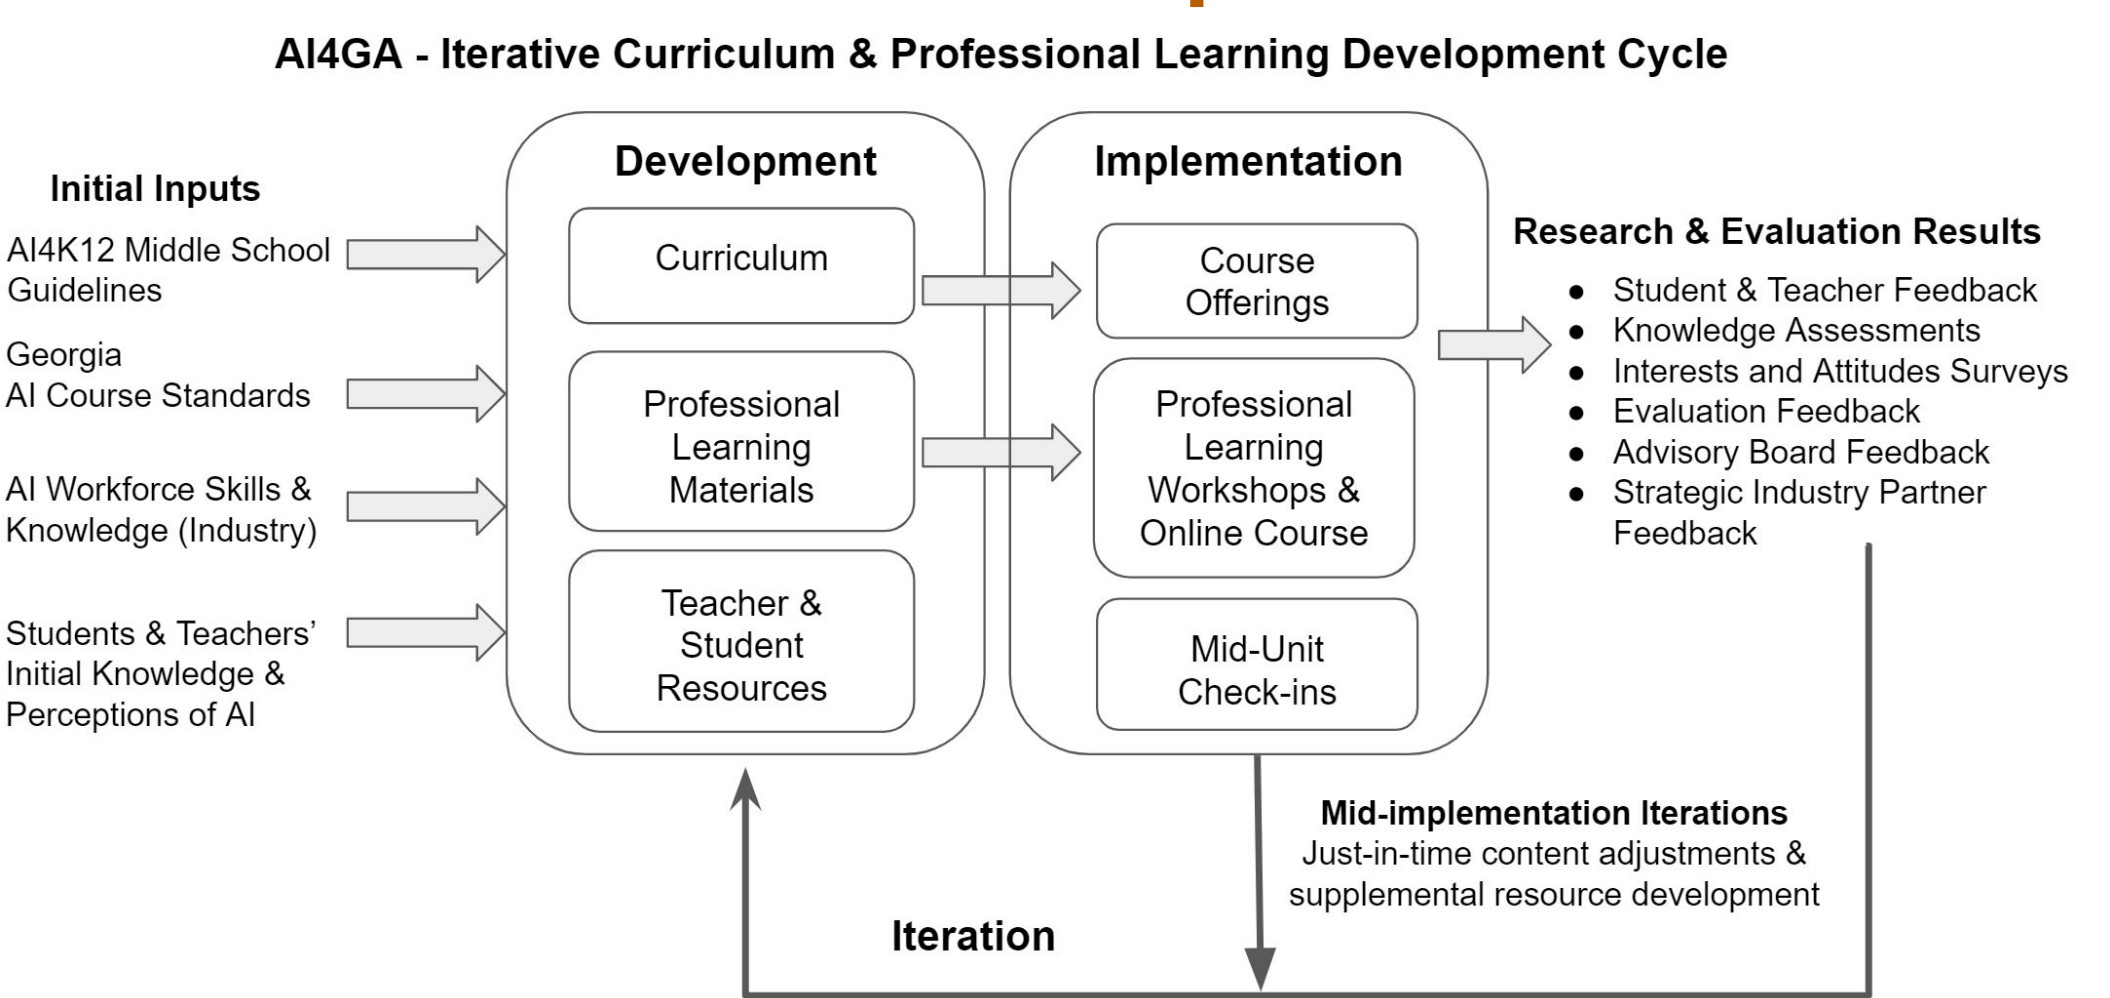 AI4GA - Iterative Curriculum & Professional Learning Development Cycle
Initial Inputs
AI4K12 Middle School
Guidelines
Georgia
AI Course Standards
AI Workforce Skills &
Knowledge (Industry)
Students & Teachers’
Initial Knowledge &
Perceptions of AI
Development
Curriculum
Professional
Learning
Materials
Teacher &
Student
Resources
Implementation
Course
Offerings
Professional
Learning
Workshops &
Online Course
Mid-Unit
Check-ins
Research & Evaluation Results
● Student & Teacher Feedback
● Knowledge Assessments
● Interests and Attitudes Surveys
● Evaluation Feedback
● Advisory Board Feedback
● Strategic Industry Partner
Feedback
Mid-implementation Iterations
Just-in-time content adjustments &
supplemental resource development
Iteration